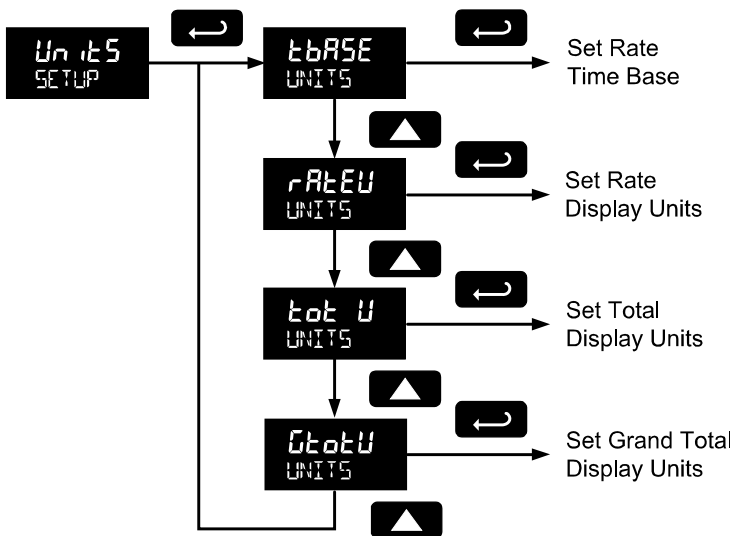 Units
SETUP
tbASE
UNITS
Set Rate
Time Base
rAtEU
UNITS
Set Rate
Display Units
tot U
UNITS
Set Total
Display Units
GtotU
UNITS
Set Grand Total
Display Units